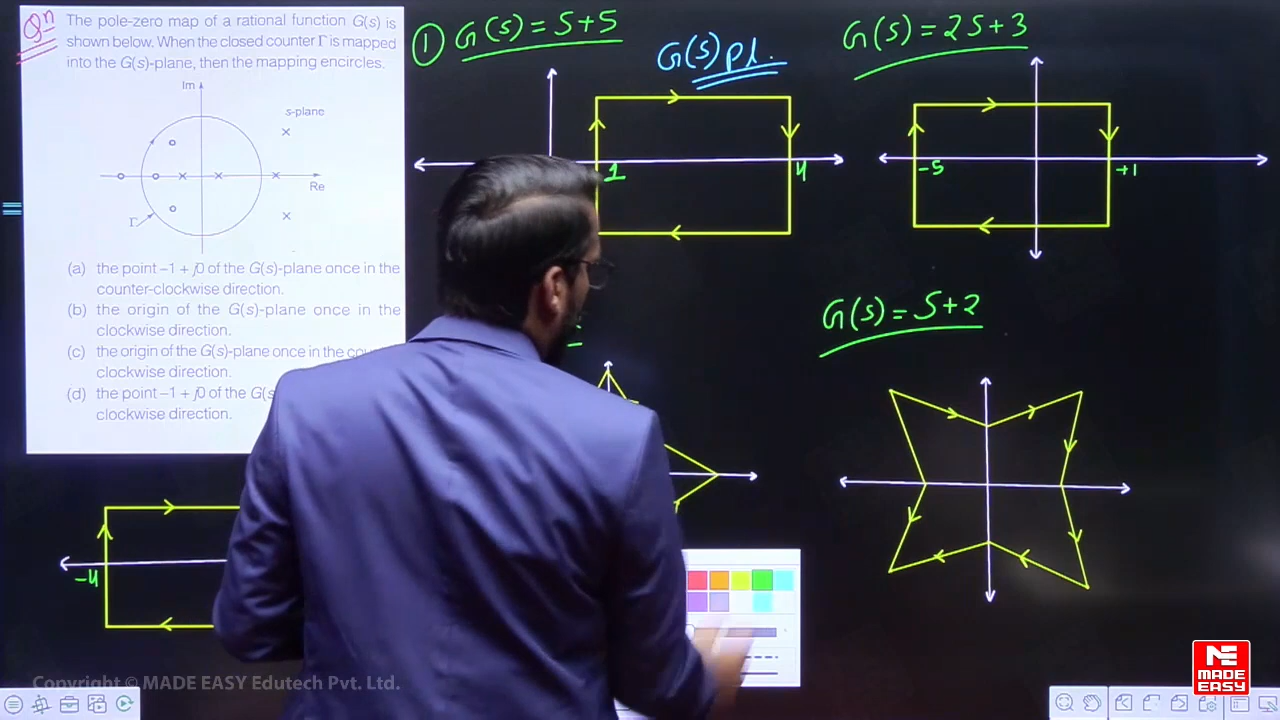 Qn
The pole-zero map of a rational function G(s) is
shown below. When the closed counter Γ is mapped
into the G(s)-plane, then the mapping encircles.
Im
s-plane
Re
Γ
(a) the point –1 + j0 of the G(s)-plane once in the
counter-clockwise direction.
(b) the origin of the G(s)-plane once in the
clockwise direction.
(c) the origin of the G(s)-plane once in the
clockwise direction.
(d) the point –1 + j0 of the
clockwise direction.
-4
① G(s) = S+5
G(s) pl.
1
4
G(s) = 2S+3
-5
+1
G(s) = S+2
Copyright © MADE EASY Edutech Pvt. Ltd.
MADE
EASY